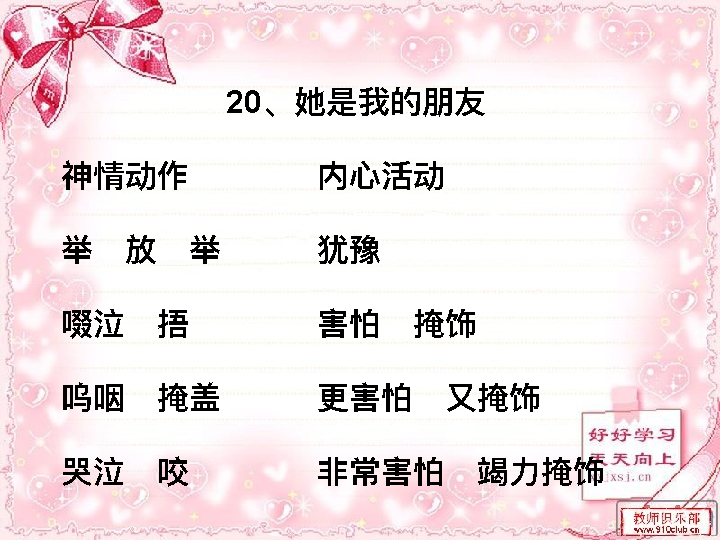 20、她是我的朋友
神情动作　　　　内心活动
举　放　举　　　犹豫
啜泣　捂　　　　害怕　掩饰
呜咽　掩盖　　　更害怕　又掩饰
哭泣　咬　　　　非常害怕　竭力掩饰
好好学习
天天向上
jxsj.cn
教师俱乐部
www.910club.cn